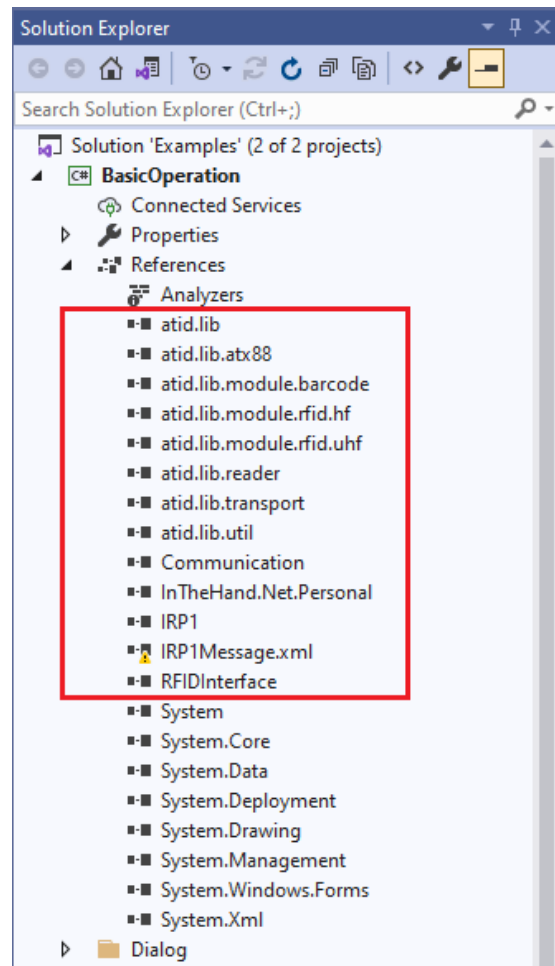 Solution Explorer
Search Solution Explorer (Ctrl+;)
Solution 'Examples' (2 of 2 projects)
C# BasicOperation
Connected Services
Properties
References
Analyzers
atid.lib
atid.lib.atx88
atid.lib.module.barcode
atid.lib.module.rfid.hf
atid.lib.module.rfid.uhf
atid.lib.reader
atid.lib.transport
atid.lib.util
Communication
InTheHand.Net.Personal
IRP1
IRP1Message.xml
RFIDInterface
System
System.Core
System.Data
System.Deployment
System.Drawing
System.Management
System.Windows.Forms
System.Xml
Dialog